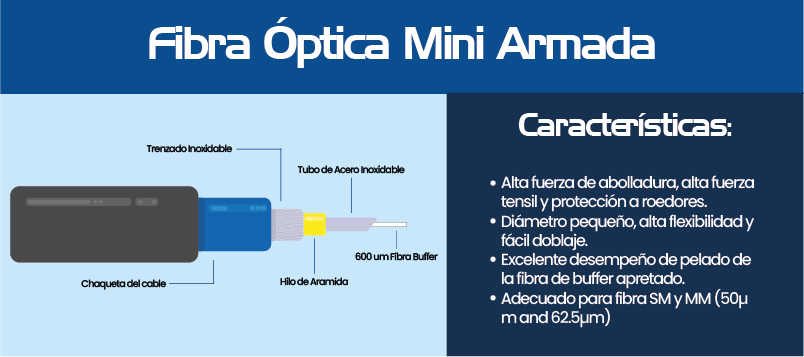 Fibra Óptica Mini Armada
Trenzado Inoxidable
Tubo de Acero Inoxidable
600 um Fibra Buffer
Hilo de Aramida
Chaqueta del cable
Características:
• Alta fuerza de abolladura, alta fuerza
tensil y protección a roedores.
• Diámetro pequeño, alta flexibilidad y
fácil doblaje.
• Excelente desempeño de pelado de
la fibra de buffer apretado.
• Adecuado para fibra SM y MM (50µ
m and 62.5µm)